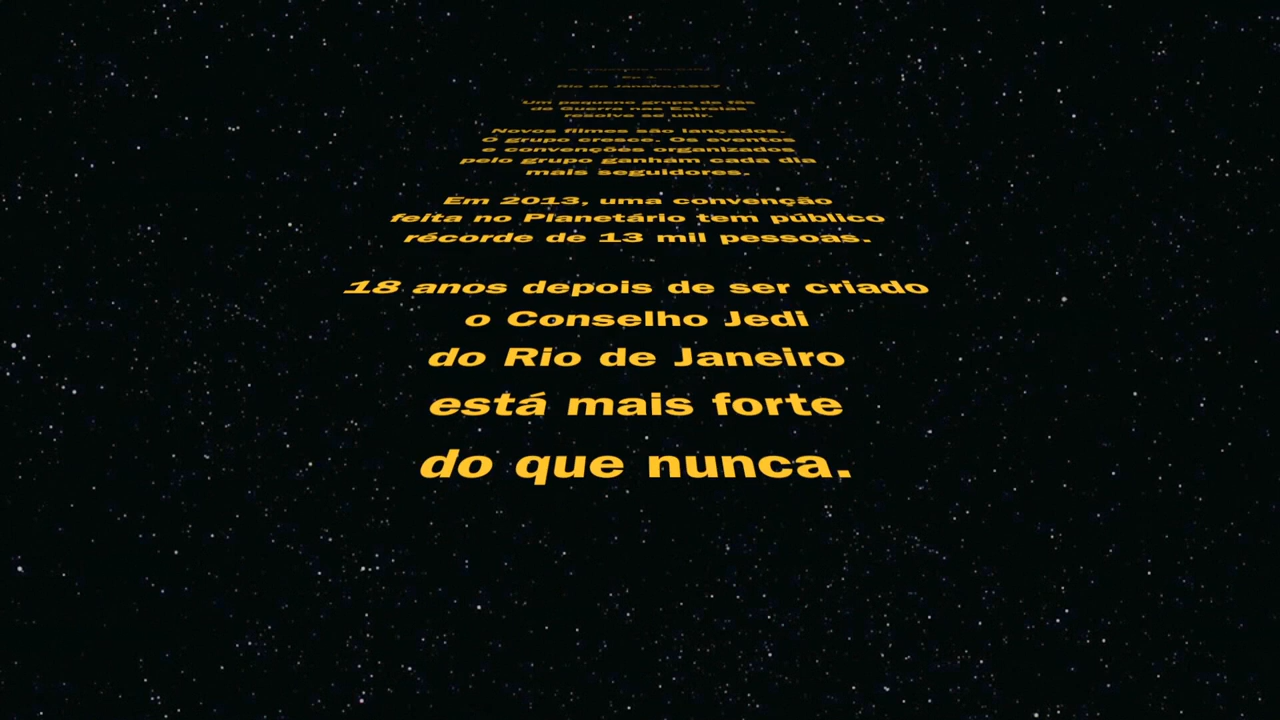 Ep 1.
Rio de Janeiro,1997
Um pequeno grupo de fãs
de Guerra nas Estrelas
resolve se unir.
Novos filmes são lançados.
O grupo cresce. Os eventos
e convenções organizados
pelo grupo ganham cada dia
mais seguidores.
Em 2013, uma convenção
feita no Planetário tem público
récorde de 13 mil pessoas.
18 anos depois de ser criado
o Conselho Jedi
do Rio de Janeiro
está mais forte
do que nunca.